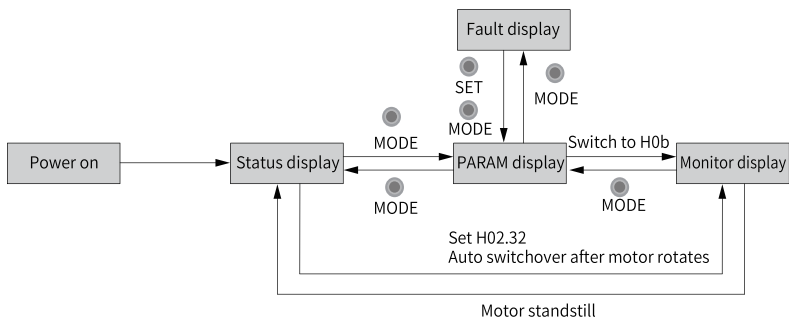 Fault display
SET
MODE
MODE
MODE
Switch to H0b
Power on
Status display
PARAM display
Monitor display
MODE
MODE
Set H02.32
Auto switchover after motor rotates
Motor standstill